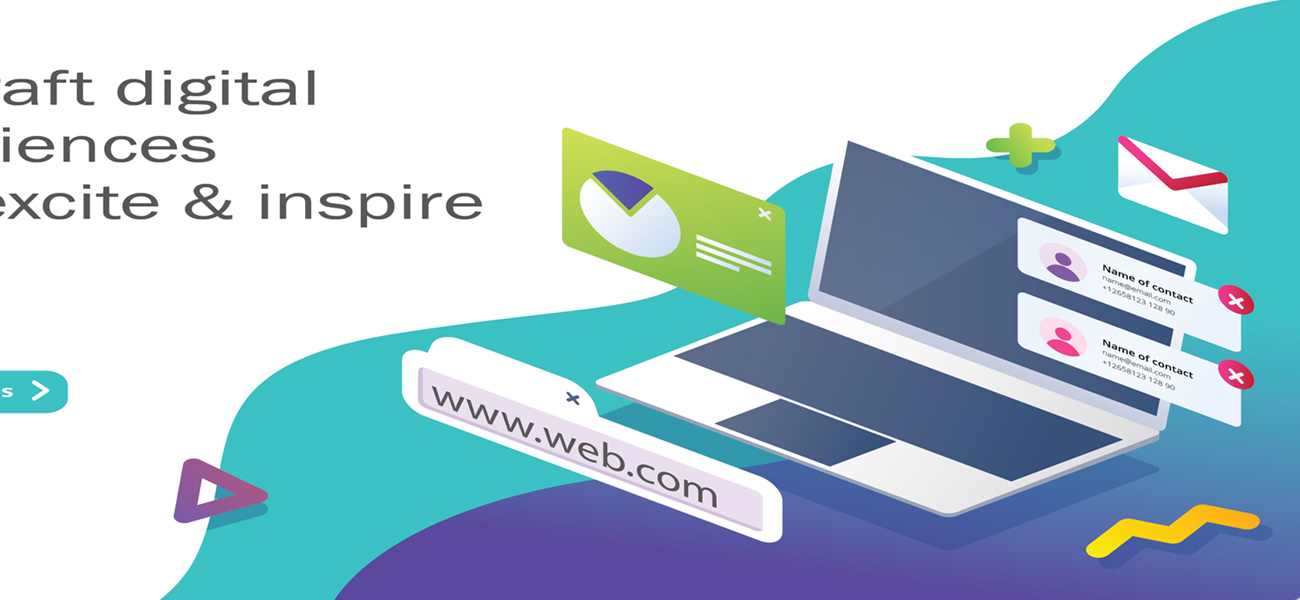 raft digital
iences
excite & inspire
s
www.web.com
Name of contact
name@email.com
+12658123 128 90
Name of contact
name@email.com
+12658123 128 90